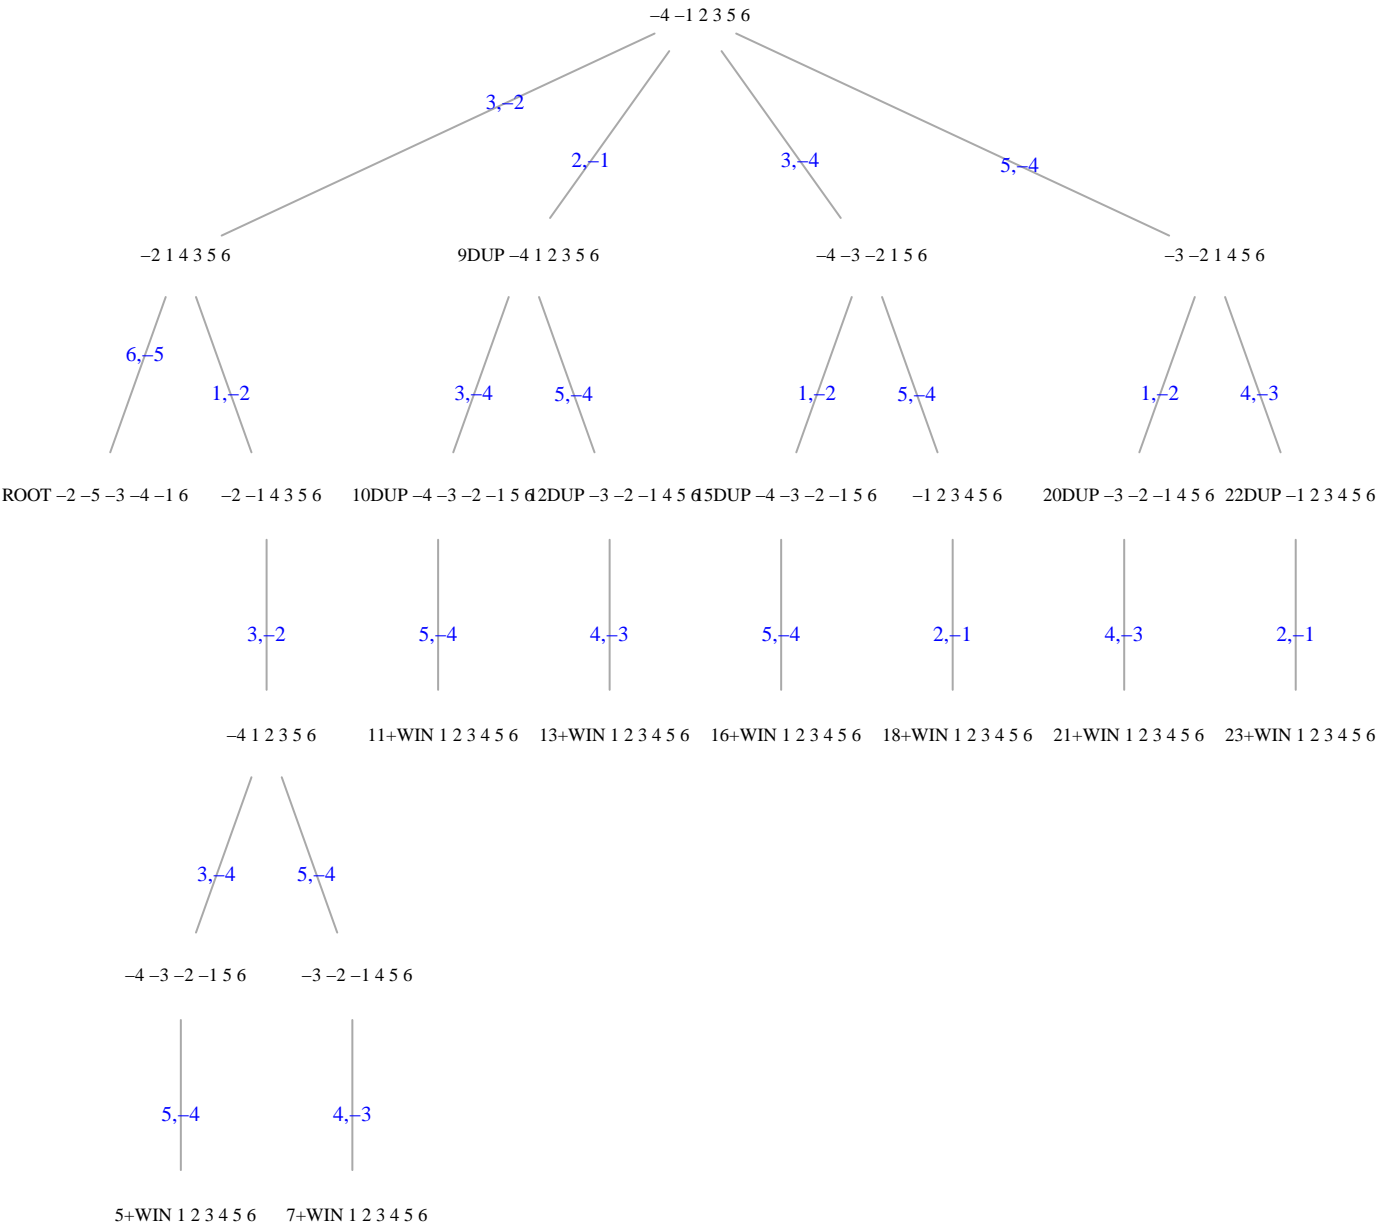 –4 –1 2 3 5 6
3,–2
2,–1
3,–4
5,–4
–2 1 4 3 5 6
9DUP –4 1 2 3 5 6
–4 –3 –2 1 5 6
–3 –2 1 4 5 6
6,–5
1,–2
3,–4
5,–4
1,–2
5,–4
1,–2
4,–3
ROOT –2 –5 –3 –4 –1 6
–2 –1 4 3 5 6
10DUP –4 –3 –2 –1 5 6
12DUP –3 –2 –1 4 5 6
15DUP –4 –3 –2 –1 5 6
–1 2 3 4 5 6
20DUP –3 –2 –1 4 5 6
22DUP –1 2 3 4 5 6
3,–2
5,–4
4,–3
5,–4
2,–1
4,–3
2,–1
–4 1 2 3 5 6
11+WIN 1 2 3 4 5 6
13+WIN 1 2 3 4 5 6
16+WIN 1 2 3 4 5 6
18+WIN 1 2 3 4 5 6
21+WIN 1 2 3 4 5 6
23+WIN 1 2 3 4 5 6
3,–4
5,–4
–4 –3 –2 –1 5 6
–3 –2 –1 4 5 6
5,–4
4,–3
5+WIN 1 2 3 4 5 6
7+WIN 1 2 3 4 5 6